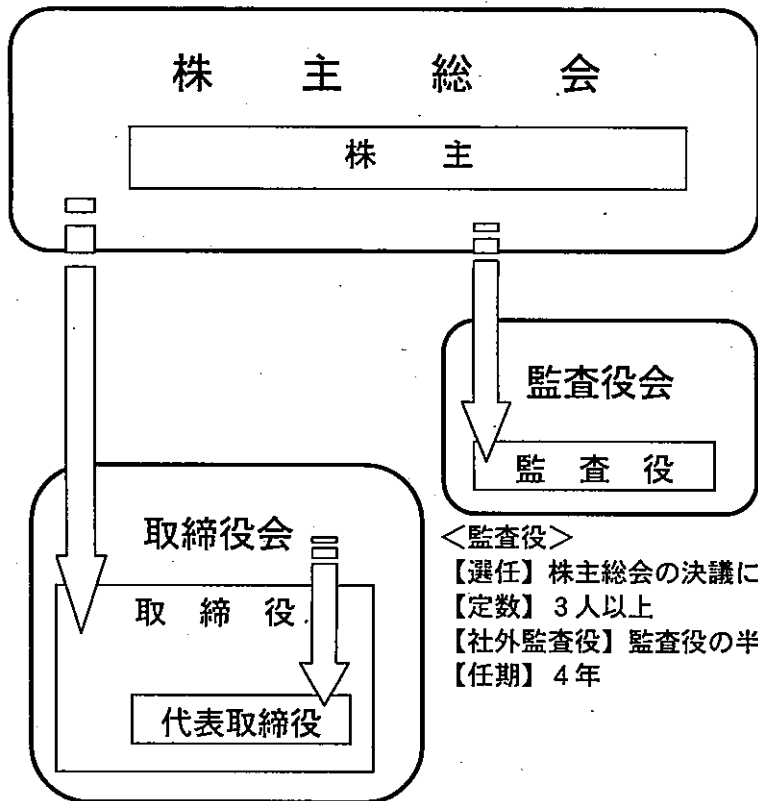 株主総会
株主
監査役会
監査役
取締役会
取締役
代表取締役
＜監査役＞
【選任】株主総会の決議に
【定数】３人以上
【社外監査役】監査役の半
【任期】４年